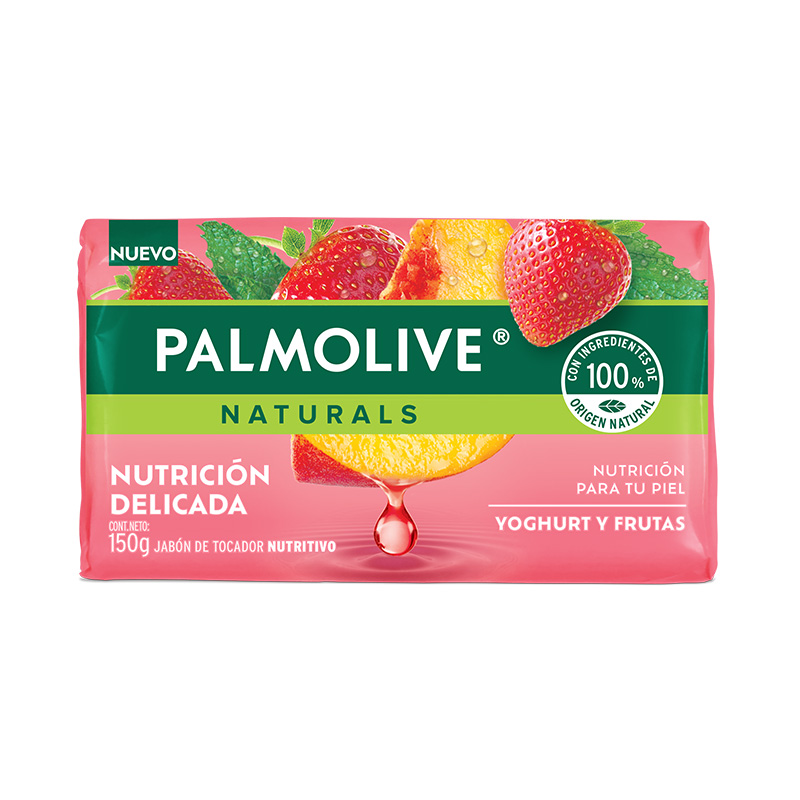 NUEVO
PALMOLIVE®
NATURALS
CON INGREDIENTES DE
100%
ORIGEN NATURAL
NUTRICIÓN
DELICADA
CONT.NETO:
150g JABÓN DE TOCADOR NUTRITIVO
NUTRICIÓN
PARA TU PIEL
YOGHURT Y FRUTAS